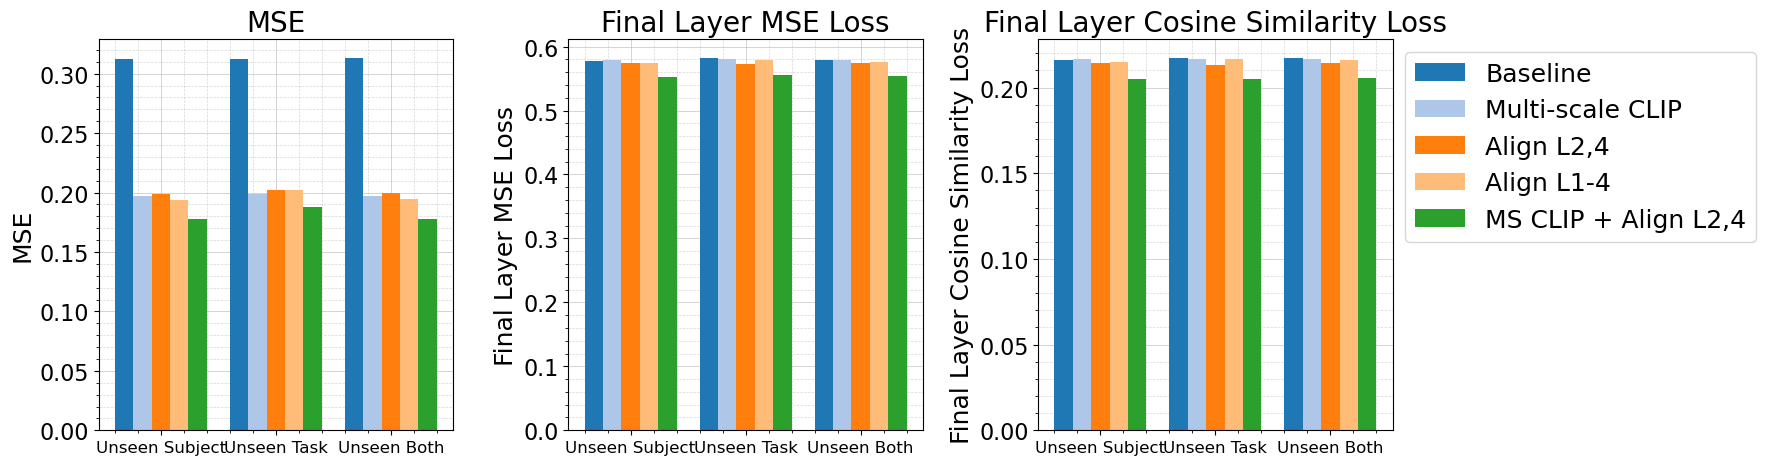 MSE
MSE
0.30
0.25
0.20
0.15
0.10
0.05
0.00
Unseen Subject
Unseen Task
Unseen Both
Final Layer MSE Loss
Final Layer MSE Loss
0.6
0.5
0.4
0.3
0.2
0.1
0.0
Unseen Subject
Unseen Task
Unseen Both
Final Layer Cosine Similarity Loss
Final Layer Cosine Similarity Loss
0.20
0.15
0.10
0.05
0.00
Unseen Subject
Unseen Task
Unseen Both
Baseline
Multi-scale CLIP
Align L2,4
Align L1-4
MS CLIP + Align L2,4